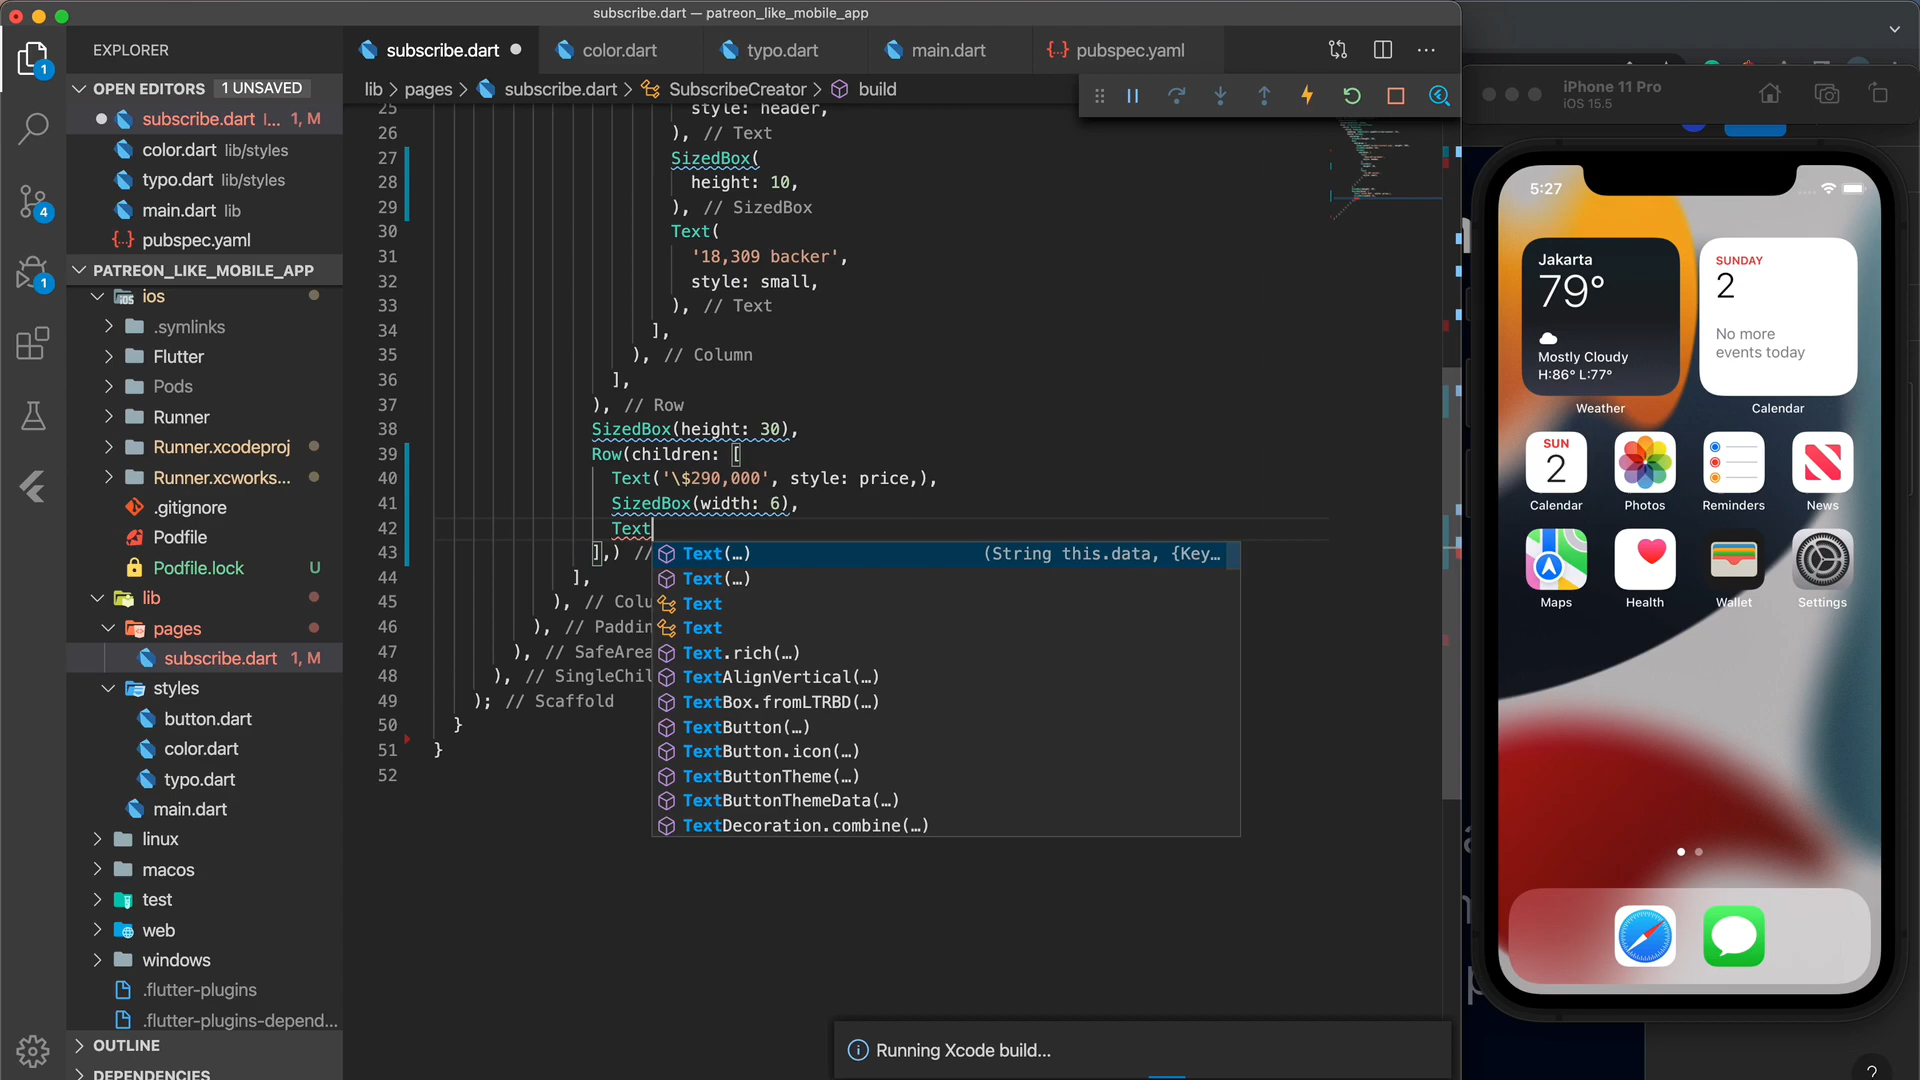 subscribe.dart — patreon_like_mobile_app
EXPLORER
OPEN EDITORS 1 UNSAVED
subscribe.dart l... 1, M
color.dart lib/styles
typo.dart lib/styles
main.dart lib
pubspec.yaml
PATREON_LIKE_MOBILE_APP
ios
.symlinks
Flutter
Pods
Runner
Runner.xcodeproj
Runner.xcworks...
.gitignore
Podfile
Podfile.lock U
lib
pages
subscribe.dart 1, M
styles
button.dart
color.dart
typo.dart
main.dart
linux
macos
test
web
windows
.flutter-plugins
.flutter-plugins-depend...
OUTLINE
DEPENDENCIES
1
4
1
subscribe.dart color.dart typo.dart main.dart pubspec.yaml
lib > pages > subscribe.dart > SubscribeCreator > build
25 style: header,
26 ), // Text
27 SizedBox(
28 height: 10,
29 ), // SizedBox
30 Text(
31 '18,309 backer',
32 style: small,
33 ), // Text
34 ],
35 ), // Column
36 ],
37 ), // Row
38 SizedBox(height: 30),
39 Row(children: [
40 Text('\$290,000', style: price,),
41 SizedBox(width: 6),
42 Text
43 ],) //
44 ],
45 ), // Colu
46 ), // Paddin
47 ), // SafeArea
48 ), // SingleChil
49 ); // Scaffold
50 }
51 }
52
Text(…) (String this.data, {Key…
Text(…)
Text
Text
Text.rich(…)
TextAlignVertical(…)
TextBox.fromLTRBD(…)
TextButton(…)
TextButton.icon(…)
TextButtonTheme(…)
TextButtonThemeData(…)
TextDecoration.combine(…)
Running Xcode build...
iPhone 11 Pro
iOS 15.5
5:27
Jakarta
79°
Mostly Cloudy
H:86° L:77°
Weather
SUNDAY
2
No more
events today
Calendar
SUN
2
Calendar Photos Reminders News
Maps Health Wallet Settings
?